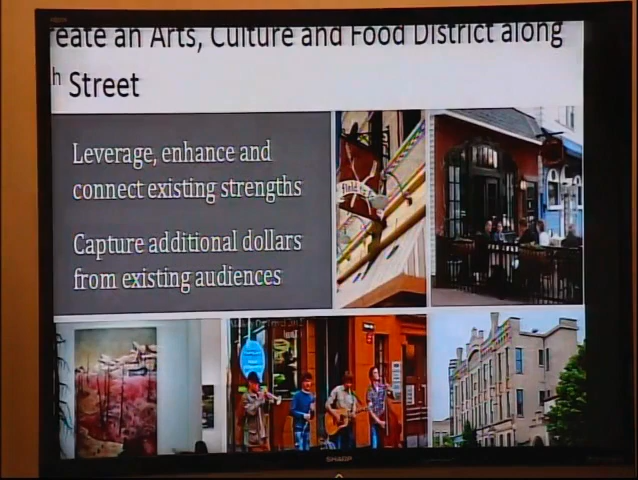 eate an Arts, Culture and Food District along
h Street
Leverage, enhance and
connect existing strengths
Capture additional dollars
from existing audiences
field
SHARP